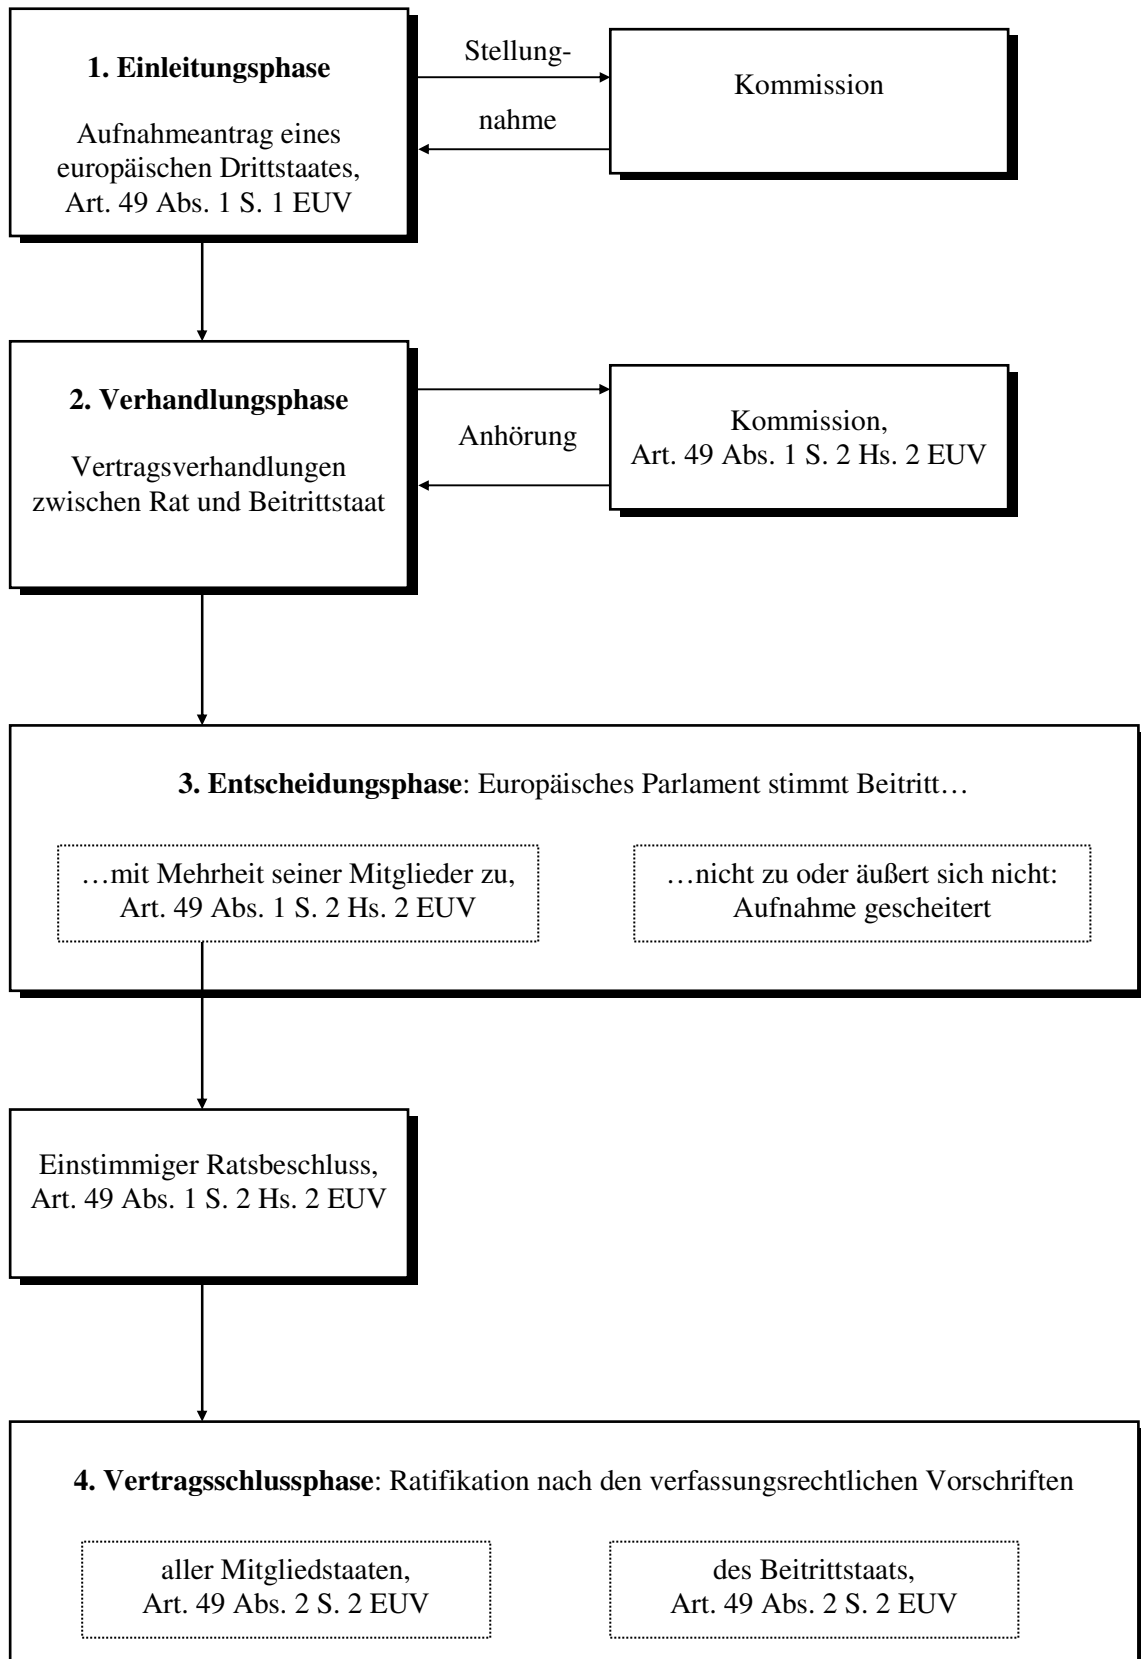 1. Einleitungsphase
Aufnahmeantrag eines
europäischen Drittstaates,
Art. 49 Abs. 1 S. 1 EUV
Stellung-
nahme
Kommission
2. Verhandlungsphase
Vertragsverhandlungen
zwischen Rat und Beitrittstaat
Anhörung
Kommission,
Art. 49 Abs. 1 S. 2 Hs. 2 EUV
3. Entscheidungsphase: Europäisches Parlament stimmt Beitritt…
…mit Mehrheit seiner Mitglieder zu,
Art. 49 Abs. 1 S. 2 Hs. 2 EUV
…nicht zu oder äußert sich nicht:
Aufnahme gescheitert
Einstimmiger Ratsbeschluss,
Art. 49 Abs. 1 S. 2 Hs. 2 EUV
4. Vertragsschlussphase: Ratifikation nach den verfassungsrechtlichen Vorschriften
aller Mitgliedstaaten,
Art. 49 Abs. 2 S. 2 EUV
des Beitrittstaats,
Art. 49 Abs. 2 S. 2 EUV